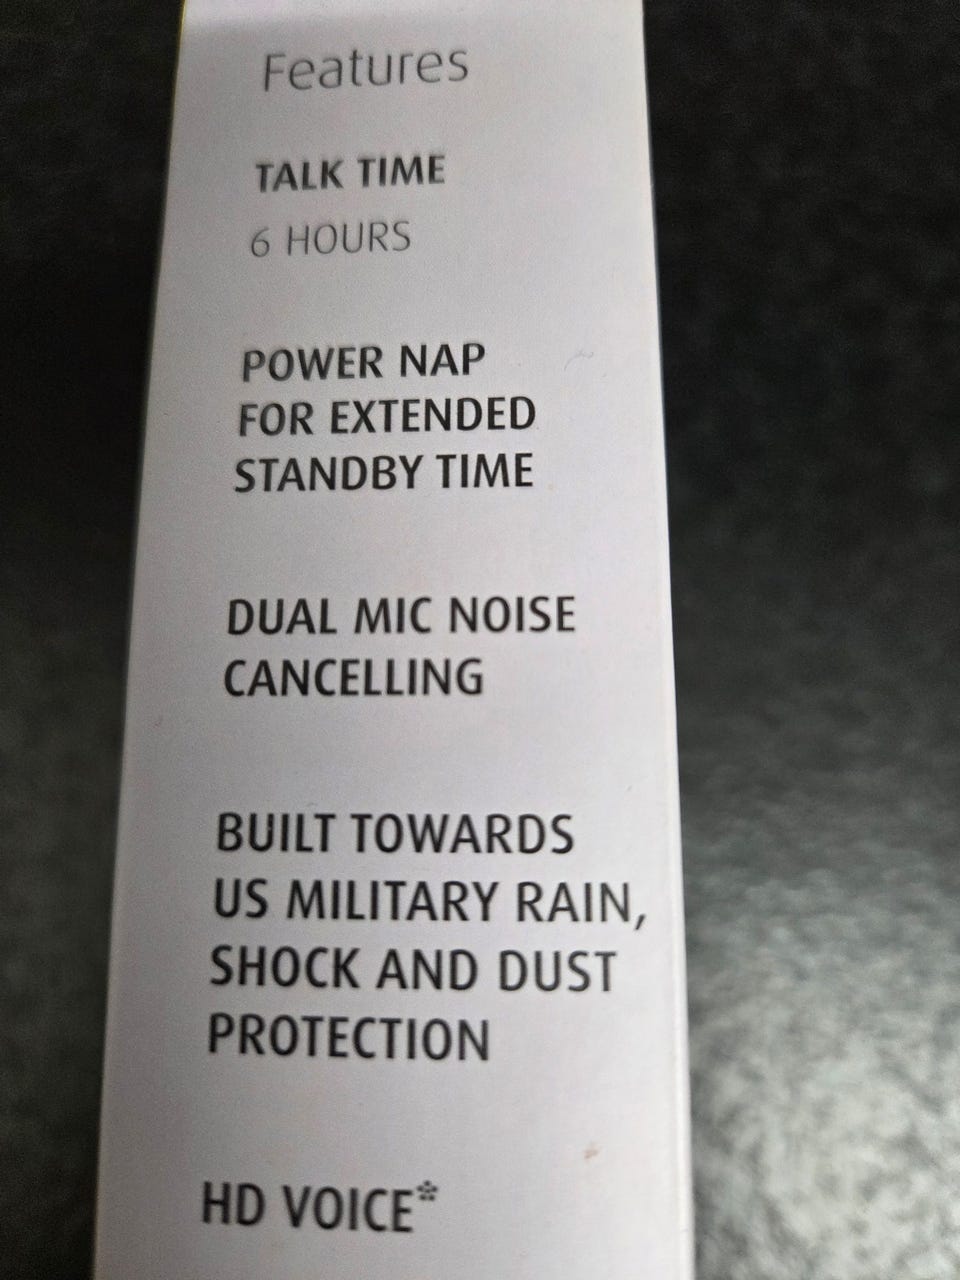 Features
TALK TIME
6 HOURS
POWER NAP
FOR EXTENDED
STANDBY TIME
DUAL MIC NOISE
CANCELLING
BUILT TOWARDS
US MILITARY RAIN,
SHOCK AND DUST
PROTECTION
HD VOICE*